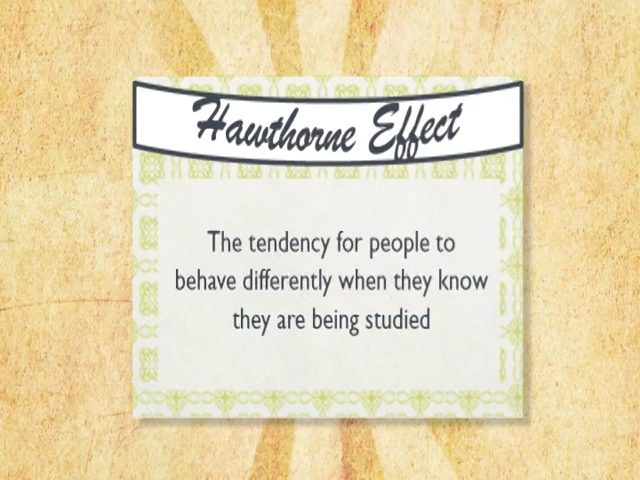 Hawthorne Effect
The tendency for people to
behave differently when they know
they are being studied